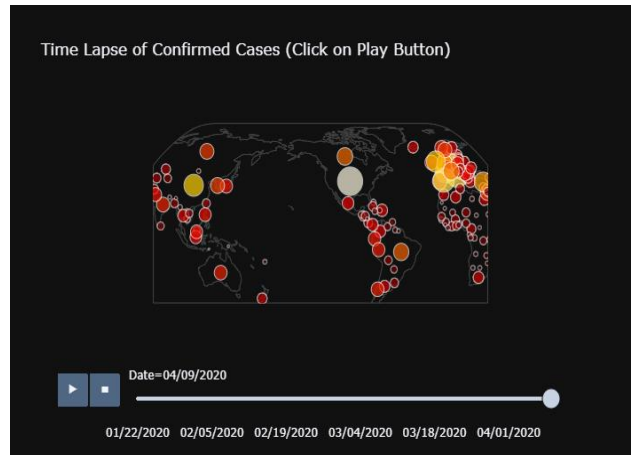 Time Lapse of Confirmed Cases (Click on Play Button)
Date=04/09/2020
01/22/2020 02/05/2020 02/19/2020 03/04/2020 03/18/2020 04/01/2020